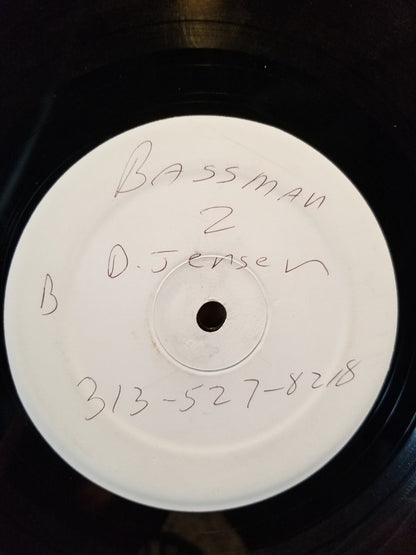 BASSMAN
2
D. Jensen
B
313-527-8218